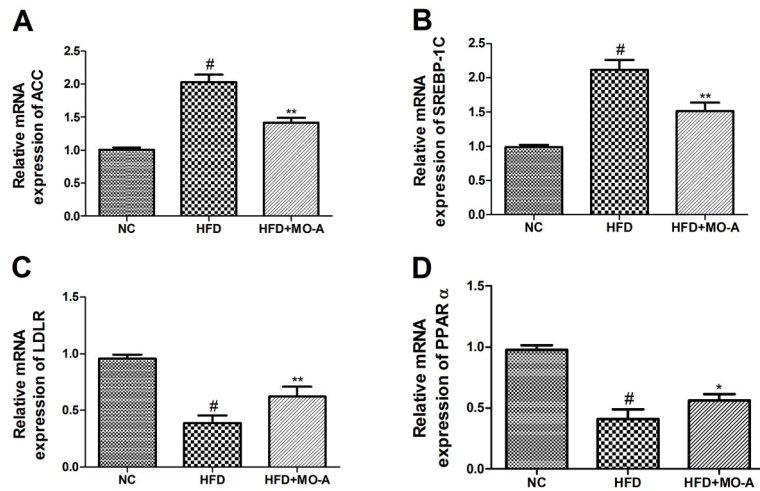 A
Relative mRNA
expression of ACC
2.5
2.0
1.5
1.0
0.5
0.0
#
**
NC
HFD
HFD+MO-A
B
Relative mRNA
expression of SREBP-1C
2.5
2.0
1.5
1.0
0.5
0.0
#
**
NC
HFD
HFD+MO-A
C
Relative mRNA
expression of LDLR
1.5
1.0
0.5
0.0
#
**
NC
HFD
HFD+MO-A
D
Relative mRNA
expression of PPAR α
1.5
1.0
0.5
0.0
#
*
NC
HFD
HFD+MO-A